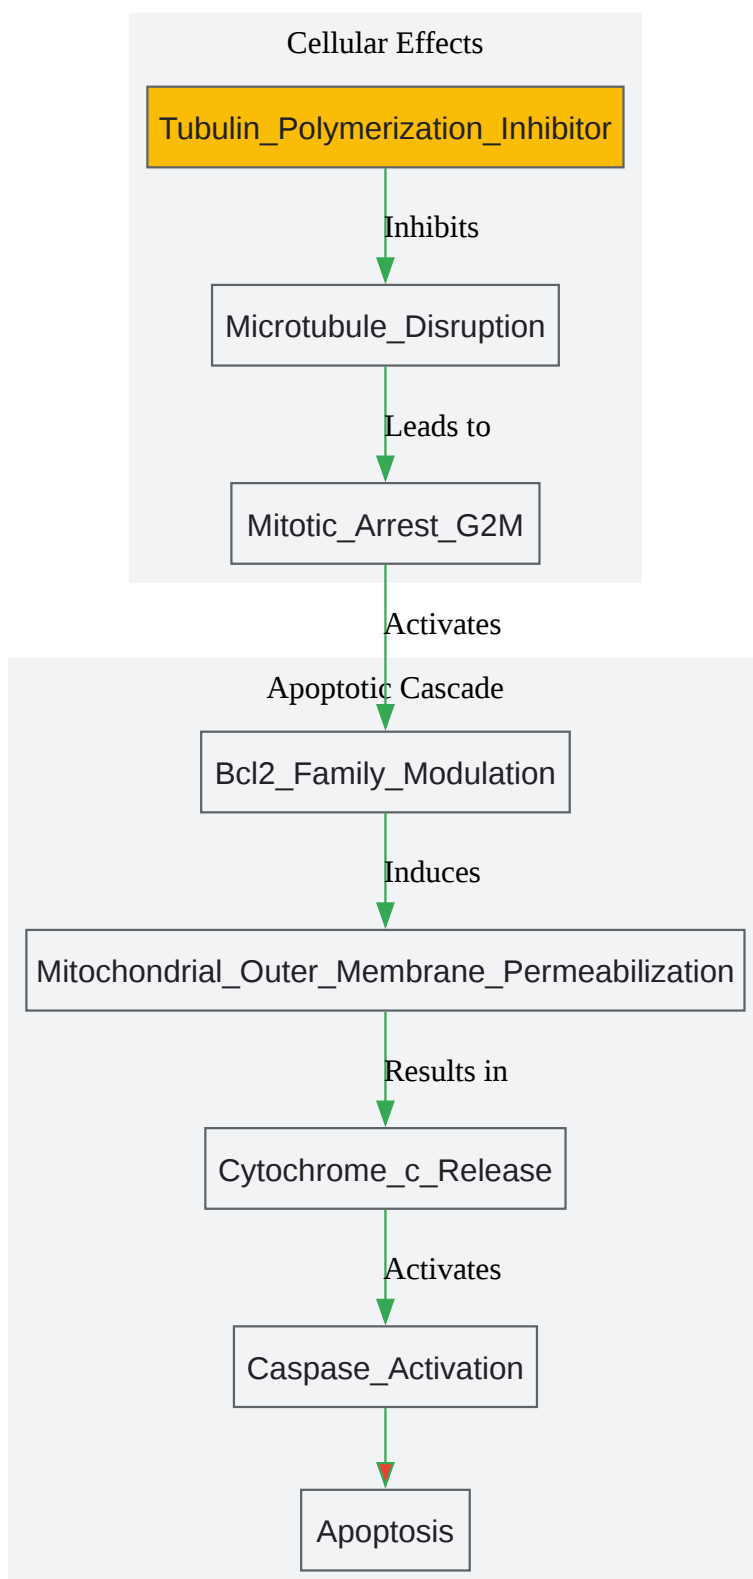 Cellular Effects
Tubulin_Polymerization_Inhibitor
Inhibits
Microtubule_Disruption
Leads to
Mitotic_Arrest_G2M
Activates
Apoptotic Cascade
Bcl2_Family_Modulation
Induces
Mitochondrial_Outer_Membrane_Permeabilization
Results in
Cytochrome_c_Release
Activates
Caspase_Activation
Apoptosis